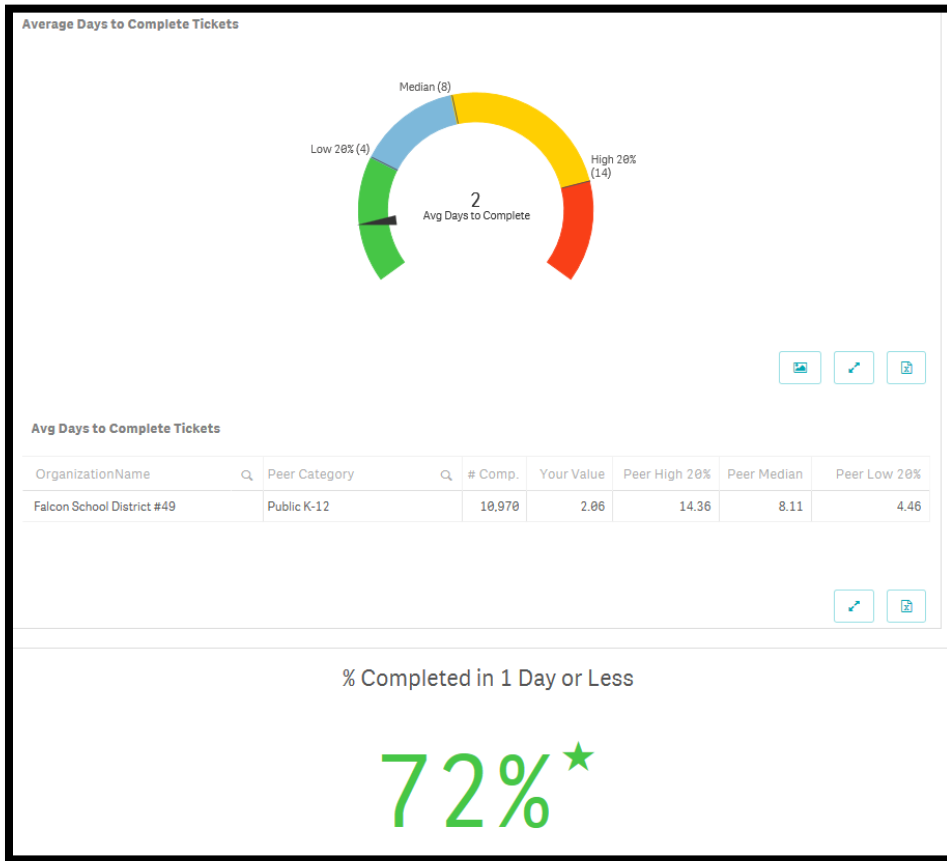 Average Days to Complete Tickets
Median (8)
Low 20% (4)
High 20%
(14)
2
Avg Days to Complete
Avg Days to Complete Tickets
OrganizationName Peer Category # Comp. Your Value Peer High 20% Peer Median Peer Low 20%
Falcon School District #49 Public K-12 10,970 2.06 14.36 8.11 4.46
% Completed in 1 Day or Less
72%